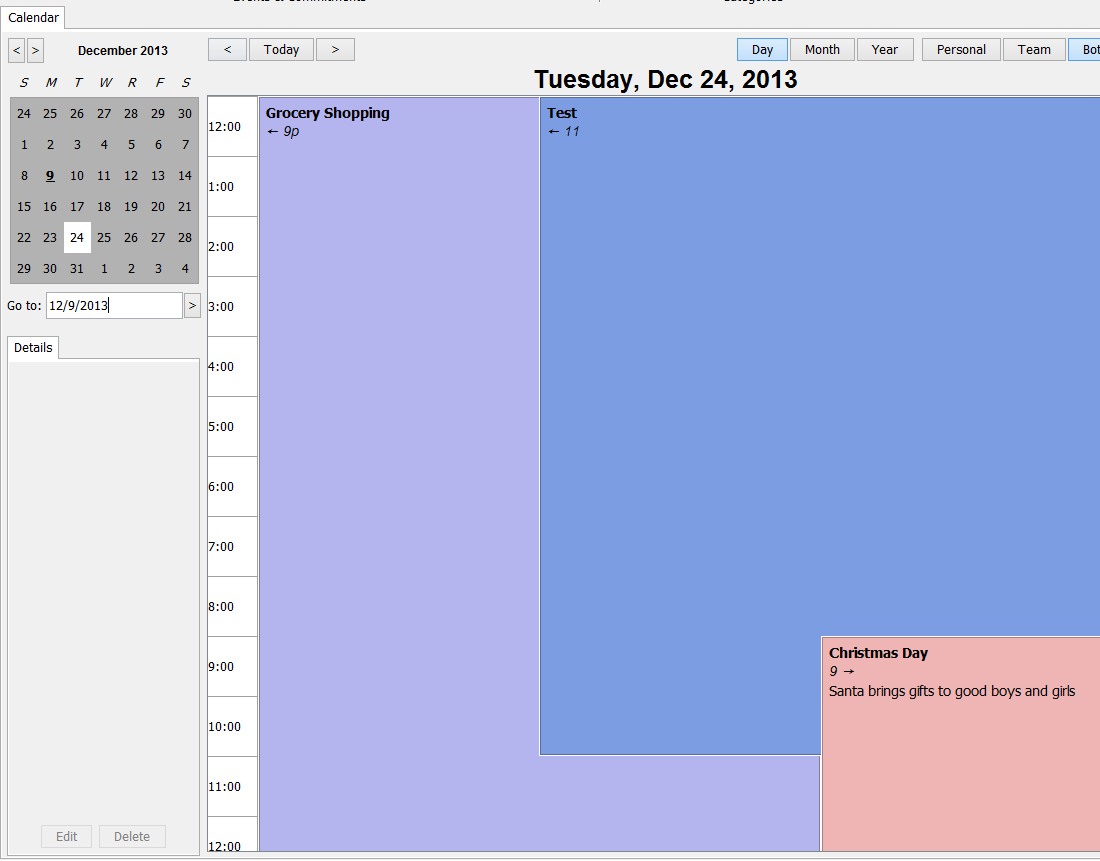 Events & Commitments
Categories
Calendar
< > December 2013
< Today >
Day Month Year Personal Team Bot
Tuesday, Dec 24, 2013
S M T W R F S
24 25 26 27 28 29 30
1 2 3 4 5 6 7
8 9 10 11 12 13 14
15 16 17 18 19 20 21
22 23 24 25 26 27 28
29 30 31 1 2 3 4
Go to: 12/9/2013 >
Details
Edit Delete
12:00
1:00
2:00
3:00
4:00
5:00
6:00
7:00
8:00
9:00
10:00
11:00
12:00
Grocery Shopping
← 9p
Test
← 11
Christmas Day
9 →
Santa brings gifts to good boys and girls